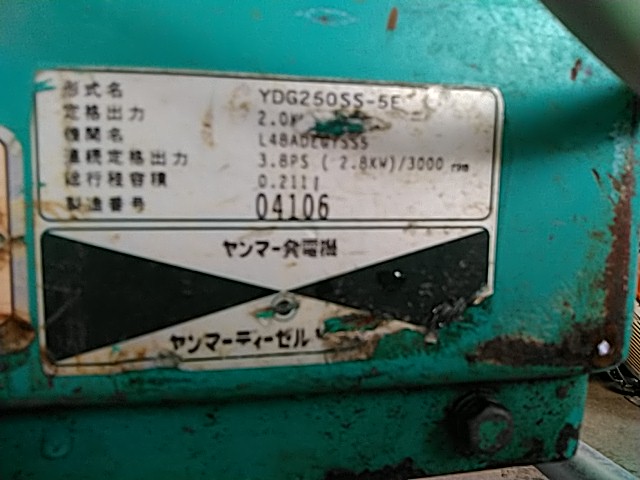 形式名 YDG250SS-5E
定格出力 2.0
機関名
連続定格出力 3.8PS (2.8KW)/3000 rpm
総行程容積 0.211ℓ
製造番号 04106
ヤンマー発電機
ヤンマーディーゼル